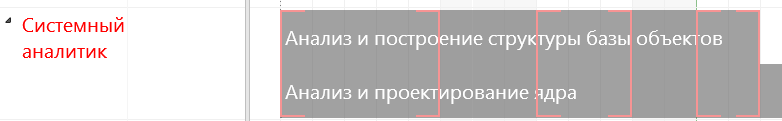 Системный
аналитик
Анализ и построение структуры базы объектов
Анализ и проектирование ядра